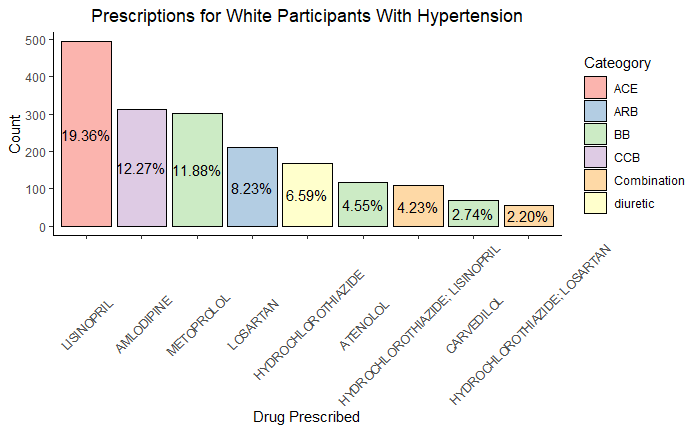 Prescriptions for White Participants With Hypertension
Count
500
400
300
200
100
0
19.36%
12.27%
11.88%
8.23%
6.59%
4.55%
4.23%
2.74%
2.20%
LISINOPRIL
AMLODIPINE
METOPROLOL
LOSARTAN
HYDROCHLOROTHIAZIDE
ATENOLOL
HYDROCHLOROTHIAZIDE; LISINOPRIL
CARVEDILOL
HYDROCHLOROTHIAZIDE; LOSARTAN
Drug Prescribed
Cateogory
ACE
ARB
BB
CCB
Combination
diuretic